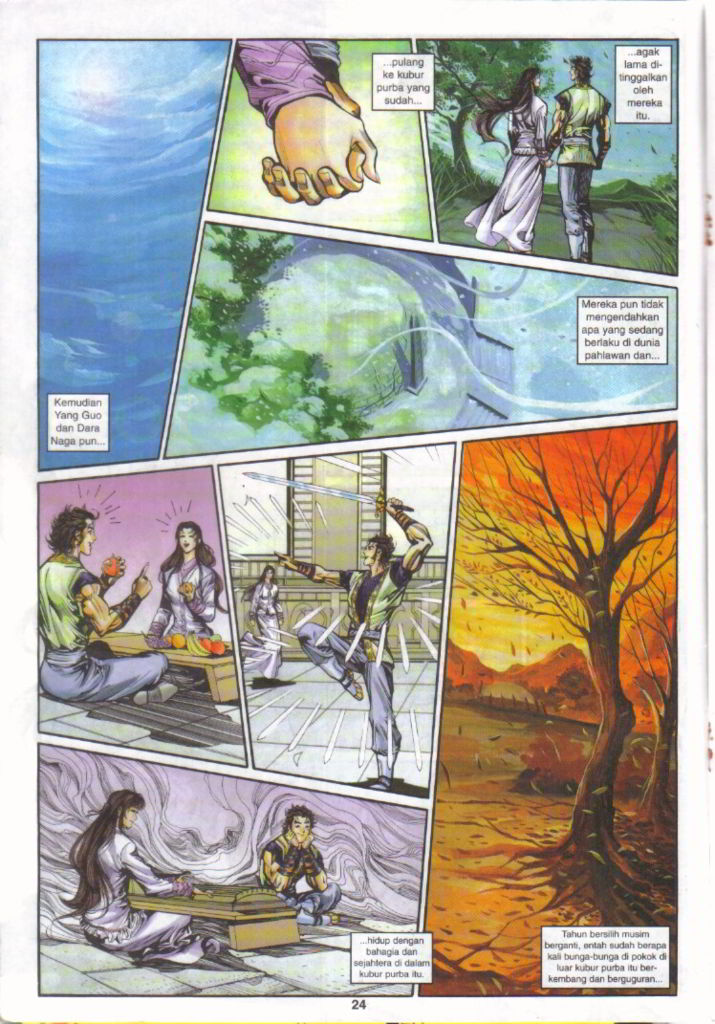 Kemudian
Yang Guo
dan Dara
Naga pun...
...pulang
ke kubur
purba yang
sudah...
...agak
lama di-
tinggalkan
oleh
mereka
itu.
Mereka pun tidak
mengendahkan
apa yang sedang
berlaku di dunia
pahlawan dan...
...hidup dengan
bahagia dan
sejahtera di dalam
kubur purba itu.
Tahun bersilih musim
berganti, entah sudah berapa
kali bunga-bunga di pokok di
luar kubur purba itu ber-
kembang dan berguguran...
24